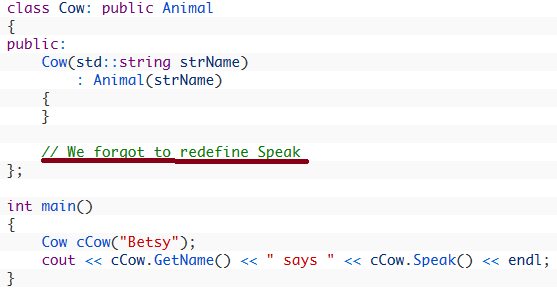 class Cow: public Animal
{
public:
    Cow(std::string strName)
        : Animal(strName)
    {
    }
    // We forgot to redefine Speak
};
int main()
{
    Cow cCow("Betsy");
    cout << cCow.GetName() << " says " << cCow.Speak() << endl;
}